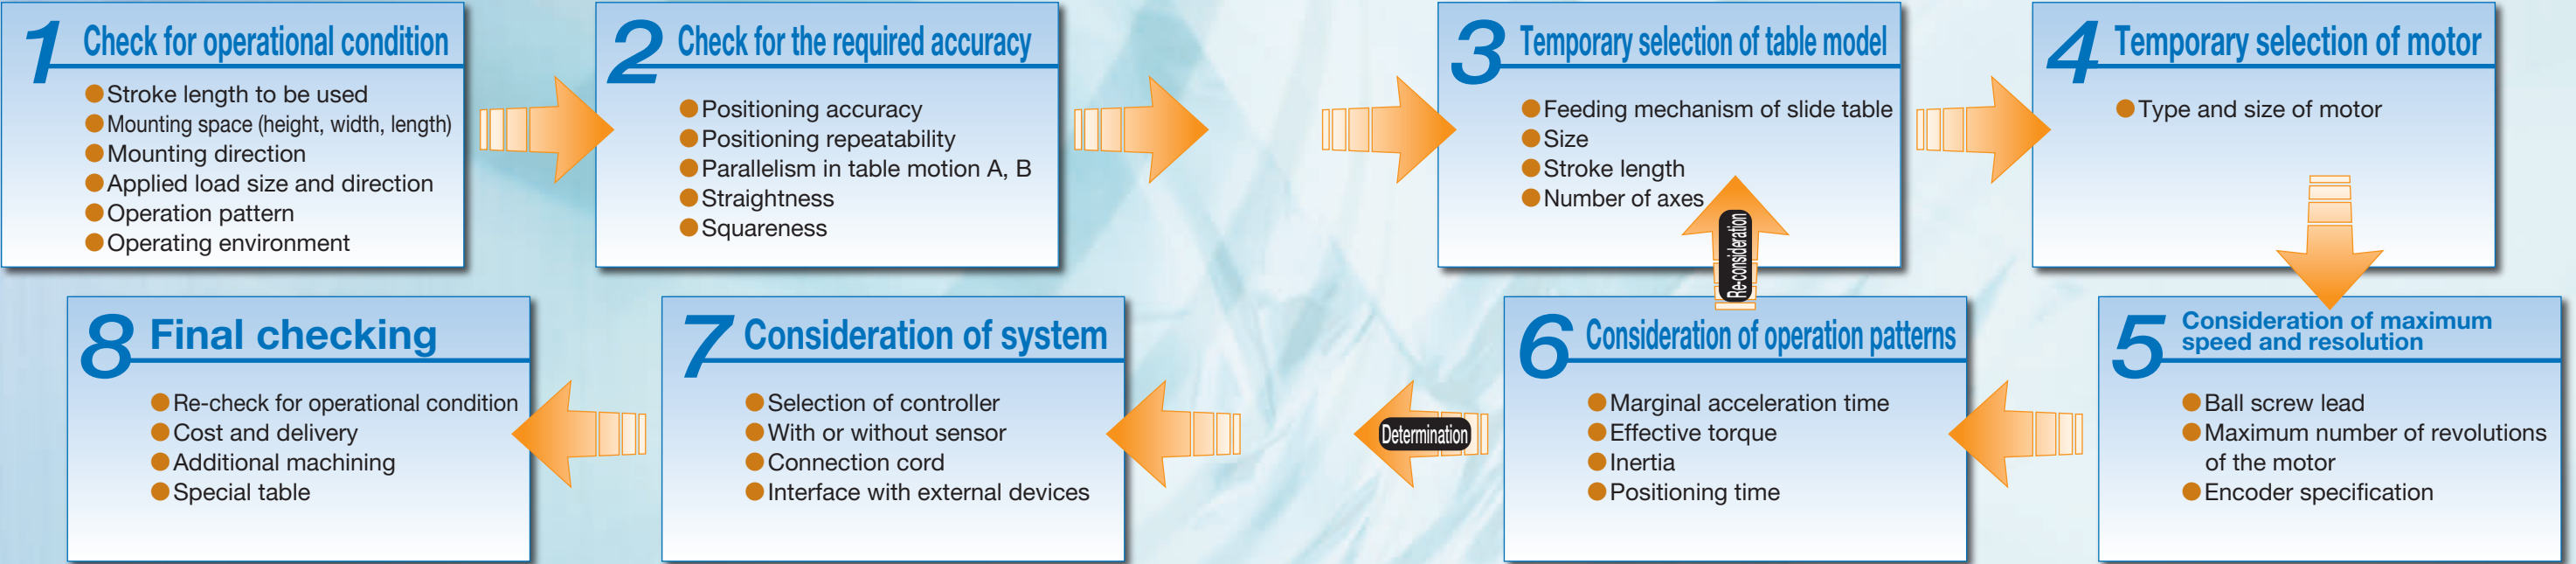 1 Check for operational condition
● Stroke length to be used
● Mounting space (height, width, length)
● Mounting direction
● Applied load size and direction
● Operation pattern
● Operating environment
2 Check for the required accuracy
● Positioning accuracy
● Positioning repeatability
● Parallelism in table motion A, B
● Straightness
● Squareness
3 Temporary selection of table model
● Feeding mechanism of slide table
● Size
● Stroke length
● Number of axes
4 Temporary selection of motor
● Type and size of motor
5 Consideration of maximum
speed and resolution
● Ball screw lead
● Maximum number of revolutions
of the motor
● Encoder specification
6 Consideration of operation patterns
● Marginal acceleration time
● Effective torque
● Inertia
● Positioning time
Re-consideration
Determination
7 Consideration of system
● Selection of controller
● With or without sensor
● Connection cord
● Interface with external devices
8 Final checking
● Re-check for operational condition
● Cost and delivery
● Additional machining
● Special table